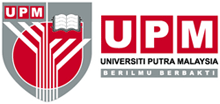 UPM
UPM
UNIVERSITI PUTRA MALAYSIA
BERILMU BERBAKTI